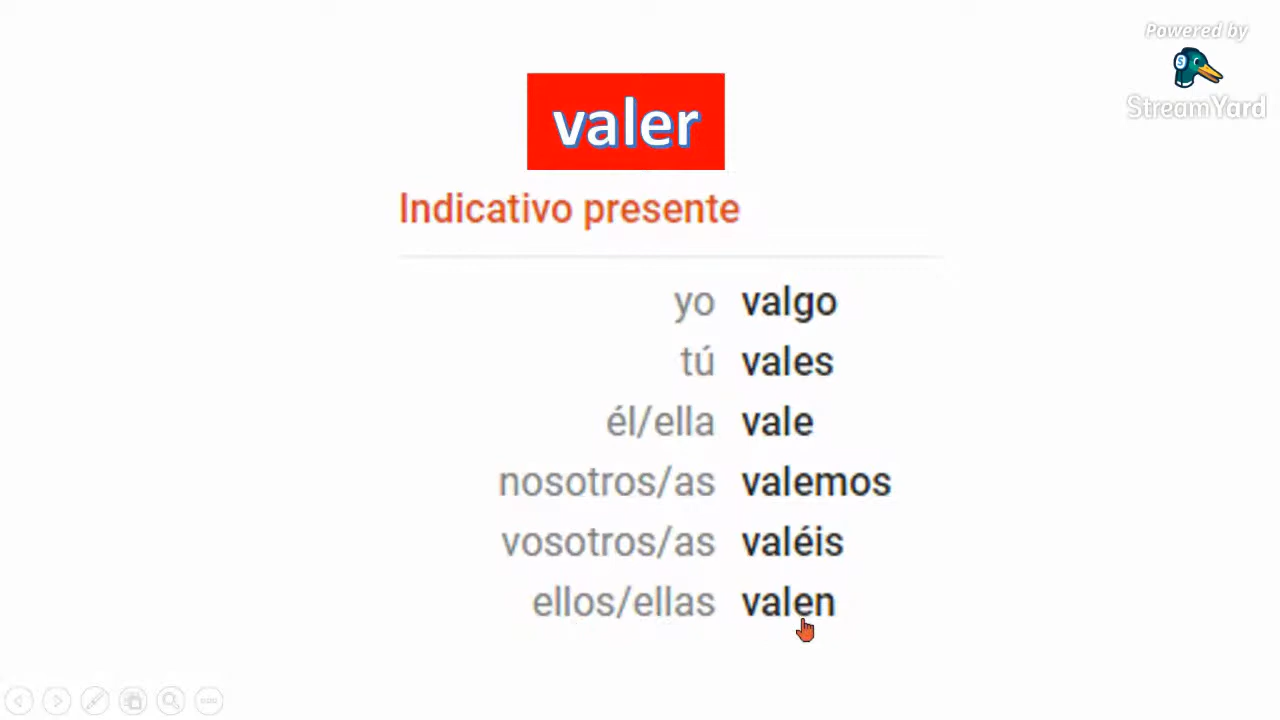 Powered by
StreamYard
valer
Indicativo presente
yo valgo
tú vales
él/ella vale
nosotros/as valemos
vosotros/as valéis
ellos/ellas valen